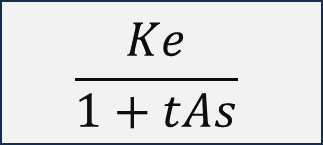 Ke
1 + tAs